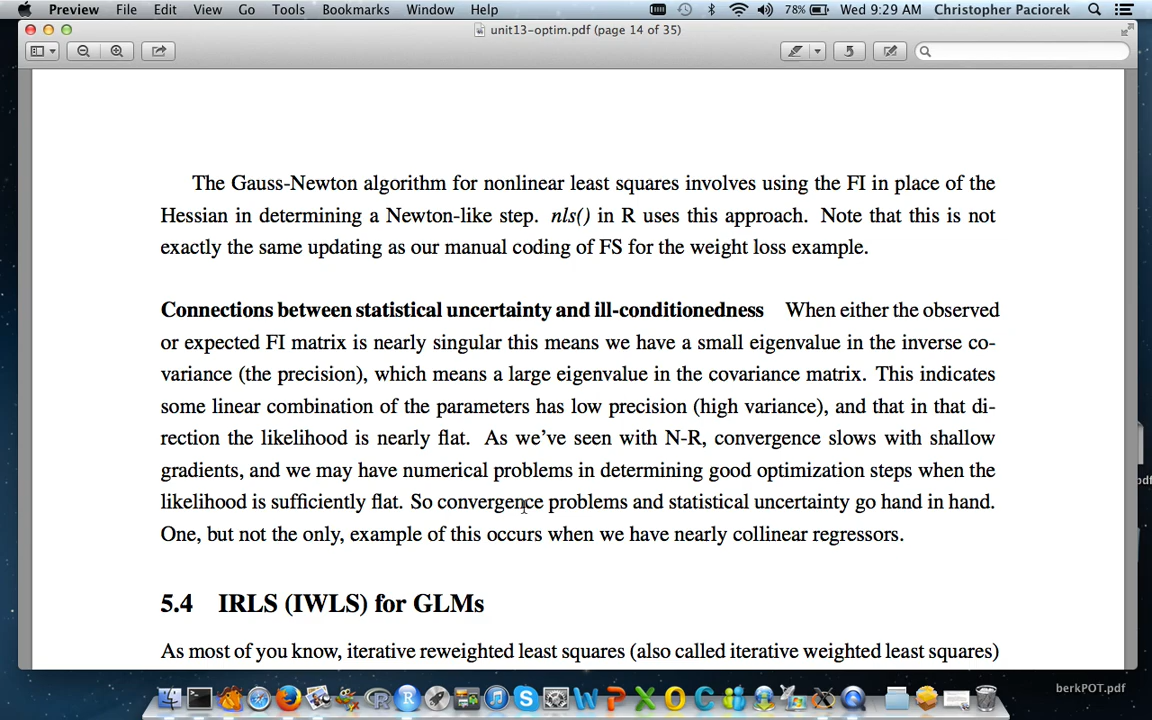 Preview File Edit View Go Tools Bookmarks Window Help 78% Wed 9:29 AM Christopher Paciorek
unit13-optim.pdf (page 14 of 35)
The Gauss-Newton algorithm for nonlinear least squares involves using the FI in place of the
Hessian in determining a Newton-like step. nls() in R uses this approach. Note that this is not
exactly the same updating as our manual coding of FS for the weight loss example.
Connections between statistical uncertainty and ill-conditionedness When either the observed
or expected FI matrix is nearly singular this means we have a small eigenvalue in the inverse co-
variance (the precision), which means a large eigenvalue in the covariance matrix. This indicates
some linear combination of the parameters has low precision (high variance), and that in that di-
rection the likelihood is nearly flat. As we've seen with N-R, convergence slows with shallow
gradients, and we may have numerical problems in determining good optimization steps when the
likelihood is sufficiently flat. So convergence problems and statistical uncertainty go hand in hand.
One, but not the only, example of this occurs when we have nearly collinear regressors.
5.4 IRLS (IWLS) for GLMs
As most of you know, iterative reweighted least squares (also called iterative weighted least squares)
berkPOT.pdf